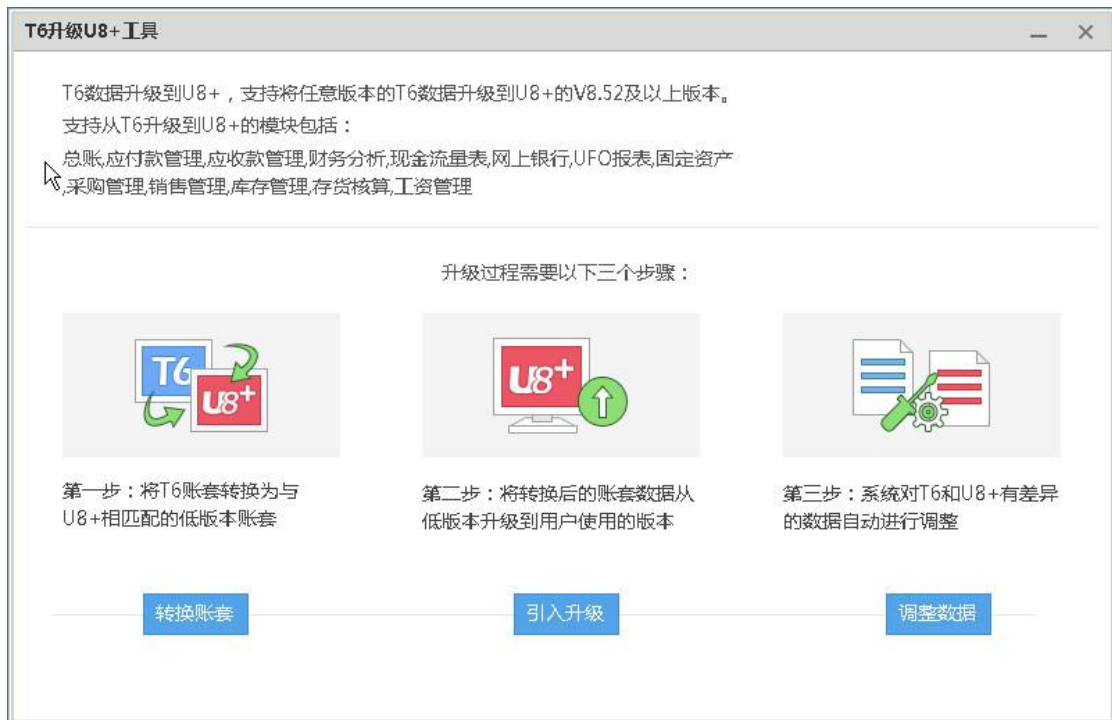 T6升级U8+工具
T6数据升级到U8+，支持将任意版本的T6数据升级到U8+的V8.52及以上版本。
支持从T6升级到U8+的模块包括：
总账,应付款管理,应收款管理,财务分析,现金流量表,网上银行,UFO报表,固定资产
,采购管理,销售管理,库存管理,存货核算,工资管理
升级过程需要以下三个步骤：
T6
U8+
U8+
第一步：将T6账套转换为与
U8+相匹配的低版本账套
第二步：将转换后的账套数据从
低版本升级到用户使用的版本
第三步：系统对T6和U8+有差异
的数据自动进行调整
转换账套
引入升级
调整数据